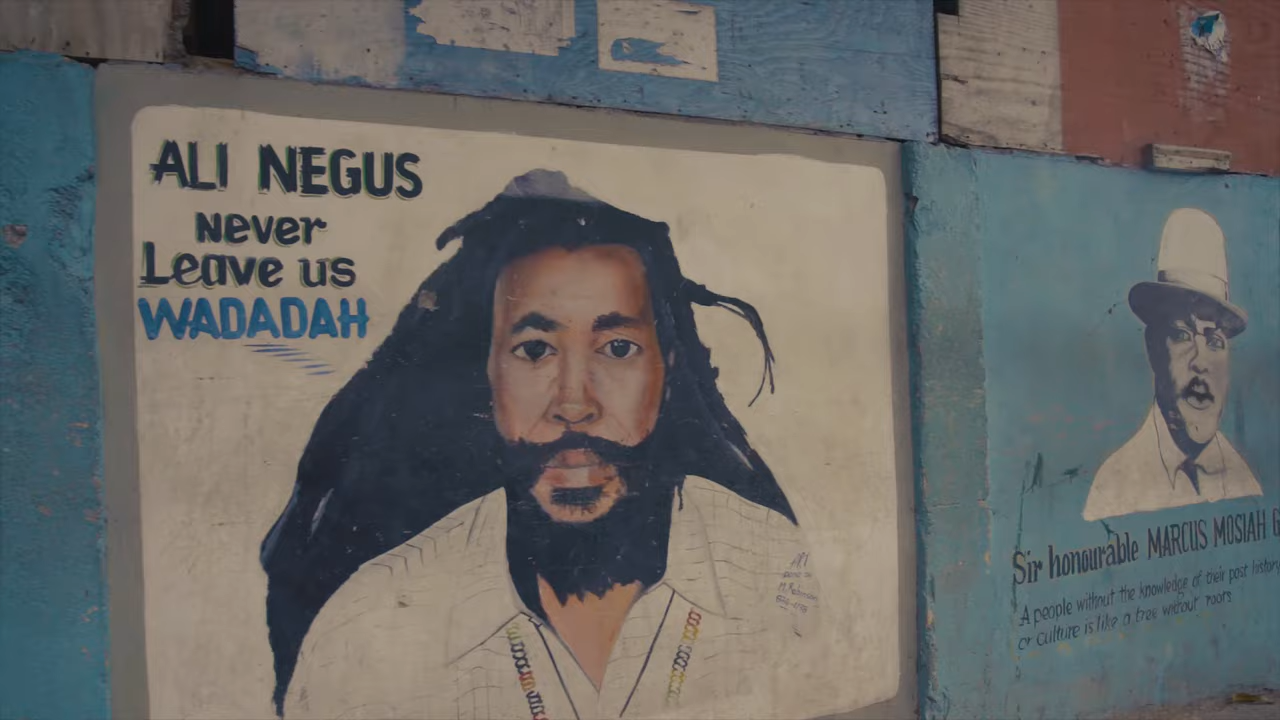 ALI NEGUS
Never
Leave us
WADADAH
Sir honourable MARCUS MOSIAH G
A people without the knowledge of their past history
or culture is like a tree without roots